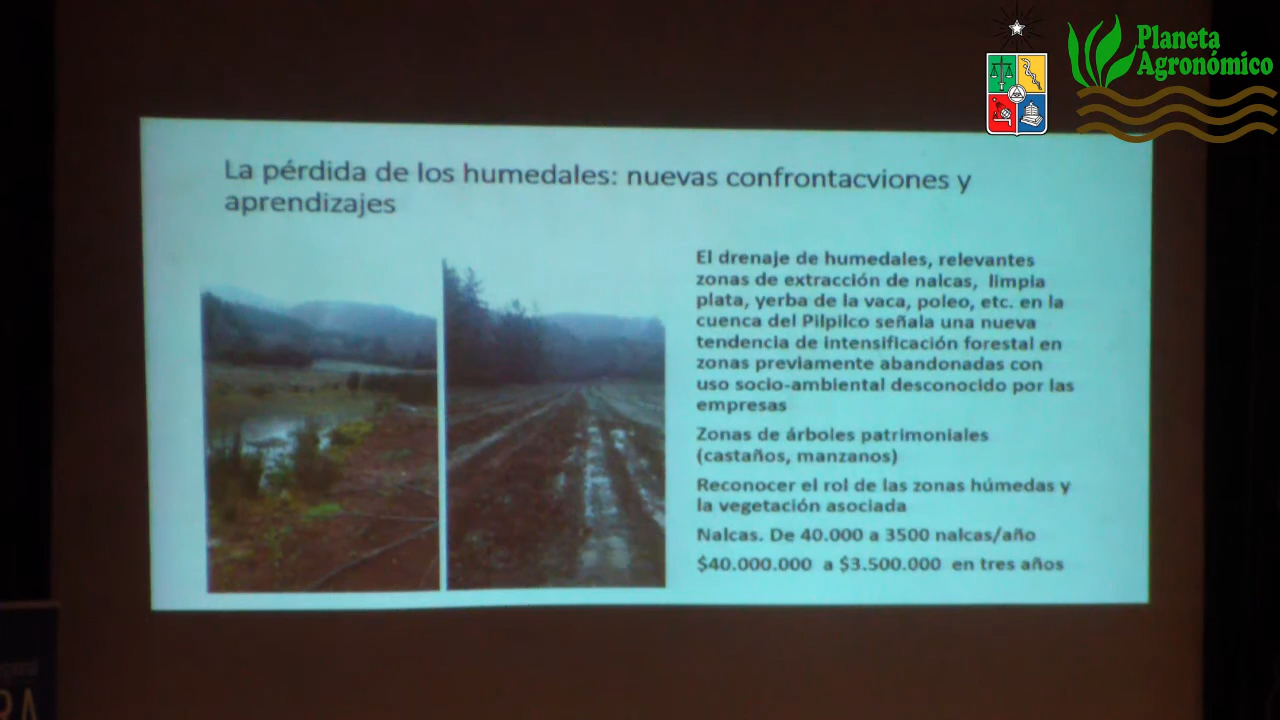 Planeta
Agronómico
La pérdida de los humedales: nuevas confrontacviones y
aprendizajes
El drenaje de humedales, relevantes
zonas de extracción de nalcas, limpia
plata, yerba de la vaca, poleo, etc. en la
cuenca del Pilpilco señala una nueva
tendencia de intensificación forestal en
zonas previamente abandonadas con
uso socio-ambiental desconocido por las
empresas
Zonas de árboles patrimoniales
(castaños, manzanos)
Reconocer el rol de las zonas húmedas y
la vegetación asociada
Nalcas. De 40.000 a 3500 nalcas/año
$40.000.000 a $3.500.000 en tres años
RA